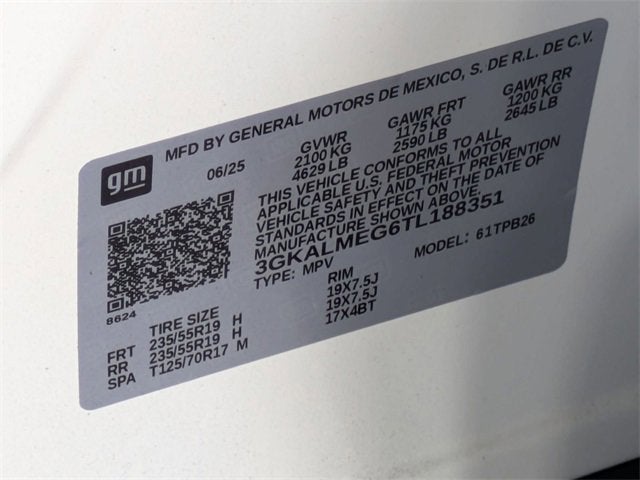 gm
MFD BY GENERAL MOTORS DE MEXICO, S. DE R.L. DE C.V.
06/25 GVWR GAWR FRT GAWR RR
2100 KG 1175 KG 1200 KG
4629 LB 2590 LB 2645 LB
THIS VEHICLE CONFORMS TO ALL
APPLICABLE U.S. FEDERAL MOTOR
VEHICLE SAFETY AND THEFT PREVENTION
STANDARDS IN EFFECT ON THE DATE OF
MANUFACTURE SHOWN ABOVE.
3GKALMEG6TL188351
TYPE: MPV MODEL: 61TPB26
8624
TIRE SIZE RIM
FRT 235/55R19 H 19X7.5J
RR 235/55R19 H 19X7.5J
SPA T125/70R17 M 17X4BT